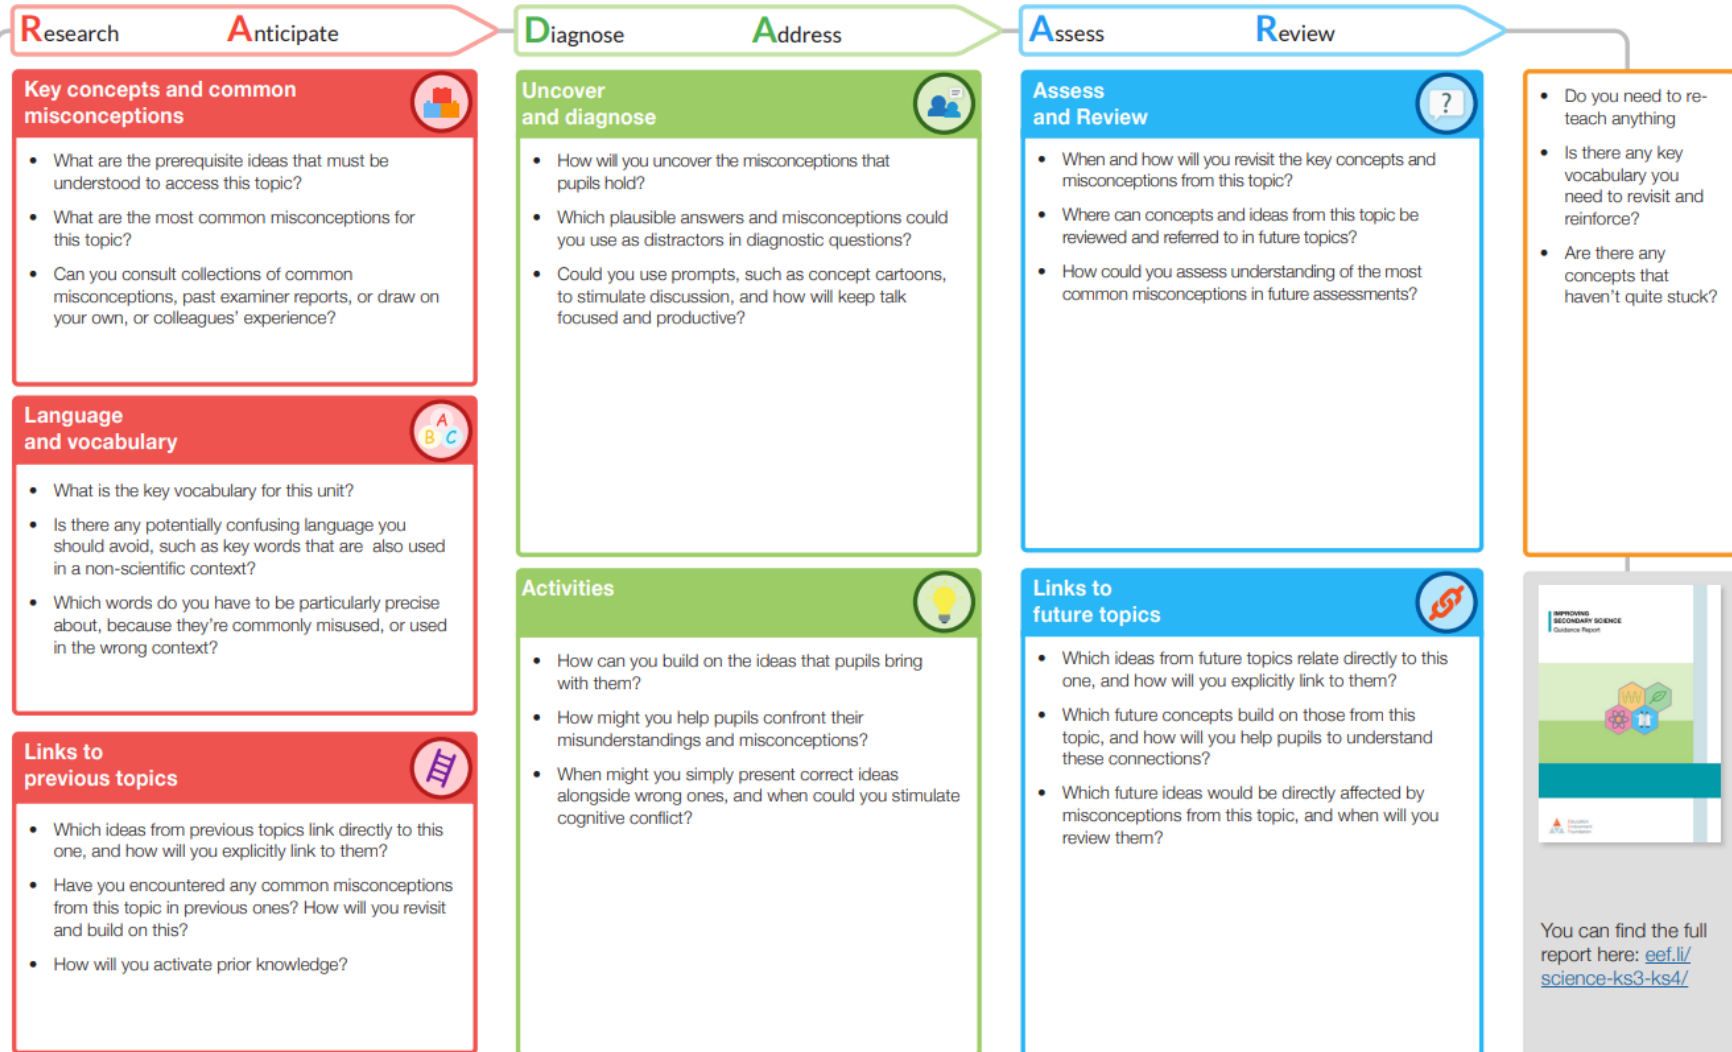 Research Anticipate
Key concepts and common
misconceptions
• What are the prerequisite ideas that must be
understood to access this topic?
• What are the most common misconceptions for
this topic?
• Can you consult collections of common
misconceptions, past examiner reports, or draw on
your own, or colleagues' experience?
Language
and vocabulary
A
B C
• What is the key vocabulary for this unit?
• Is there any potentially confusing language you
should avoid, such as key words that are also used
in a non-scientific context?
• Which words do you have to be particularly precise
about, because they're commonly misused, or used
in the wrong context?
Links to
previous topics
• Which ideas from previous topics link directly to this
one, and how will you explicitly link to them?
• Have you encountered any common misconceptions
from this topic in previous ones? How will you revisit
and build on this?
• How will you activate prior knowledge?
Diagnose Address
Uncover
and diagnose
• How will you uncover the misconceptions that
pupils hold?
• Which plausible answers and misconceptions could
you use as distractors in diagnostic questions?
• Could you use prompts, such as concept cartoons,
to stimulate discussion, and how will keep talk
focused and productive?
Activities
• How can you build on the ideas that pupils bring
with them?
• How might you help pupils confront their
misunderstandings and misconceptions?
• When might you simply present correct ideas
alongside wrong ones, and when could you stimulate
cognitive conflict?
Assess Review
Assess
and Review
?
• When and how will you revisit the key concepts and
misconceptions from this topic?
• Where can concepts and ideas from this topic be
reviewed and referred to in future topics?
• How could you assess understanding of the most
common misconceptions in future assessments?
Links to
future topics
• Which ideas from future topics relate directly to this
one, and how will you explicitly link to them?
• Which future concepts build on those from this
topic, and how will you help pupils to understand
these connections?
• Which future ideas would be directly affected by
misconceptions from this topic, and when will you
review them?
• Do you need to re-
teach anything
• Is there any key
vocabulary you
need to revisit and
reinforce?
• Are there any
concepts that
haven't quite stuck?
IMPROVING
SECONDARY SCIENCE
Guidance Report
Education
Endowment
Foundation
You can find the full
report here: eef.li/
science-ks3-ks4/